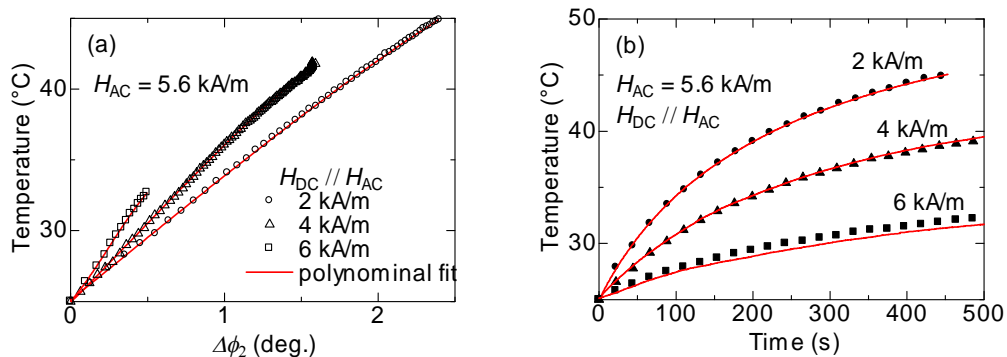 (a)
H_AC = 5.6 kA/m
H_DC // H_AC
2 kA/m
4 kA/m
6 kA/m
polynominal fit
Temperature (°C)
40
30
0
1
2
Δϕ₂ (deg.)
(b)
H_AC = 5.6 kA/m
H_DC // H_AC
2 kA/m
4 kA/m
6 kA/m
Temperature (°C)
50
40
30
0
100
200
300
400
500
Time (s)